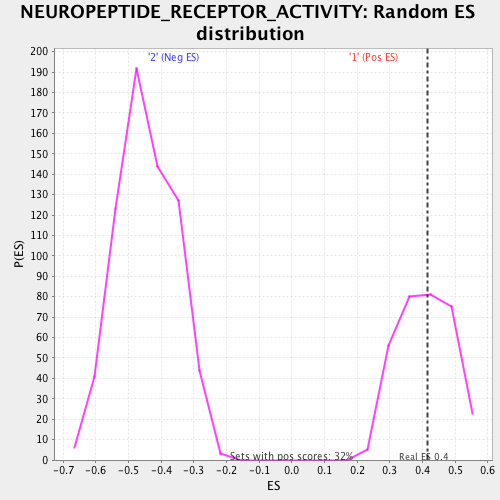 NEUROPEPTIDE_RECEPTOR_ACTIVITY: Random ES
distribution
'2' (Neg ES)
'1' (Pos ES)
200
190
180
170
160
150
140
130
120
110
100
90
80
70
60
50
40
30
20
10
0
P(ES)
Sets with pos scores: 32%
Real ES 0.4
-0.7 -0.6 -0.5 -0.4 -0.3 -0.2 -0.1 0.0 0.1 0.2 0.3 0.4 0.5 0.6
ES